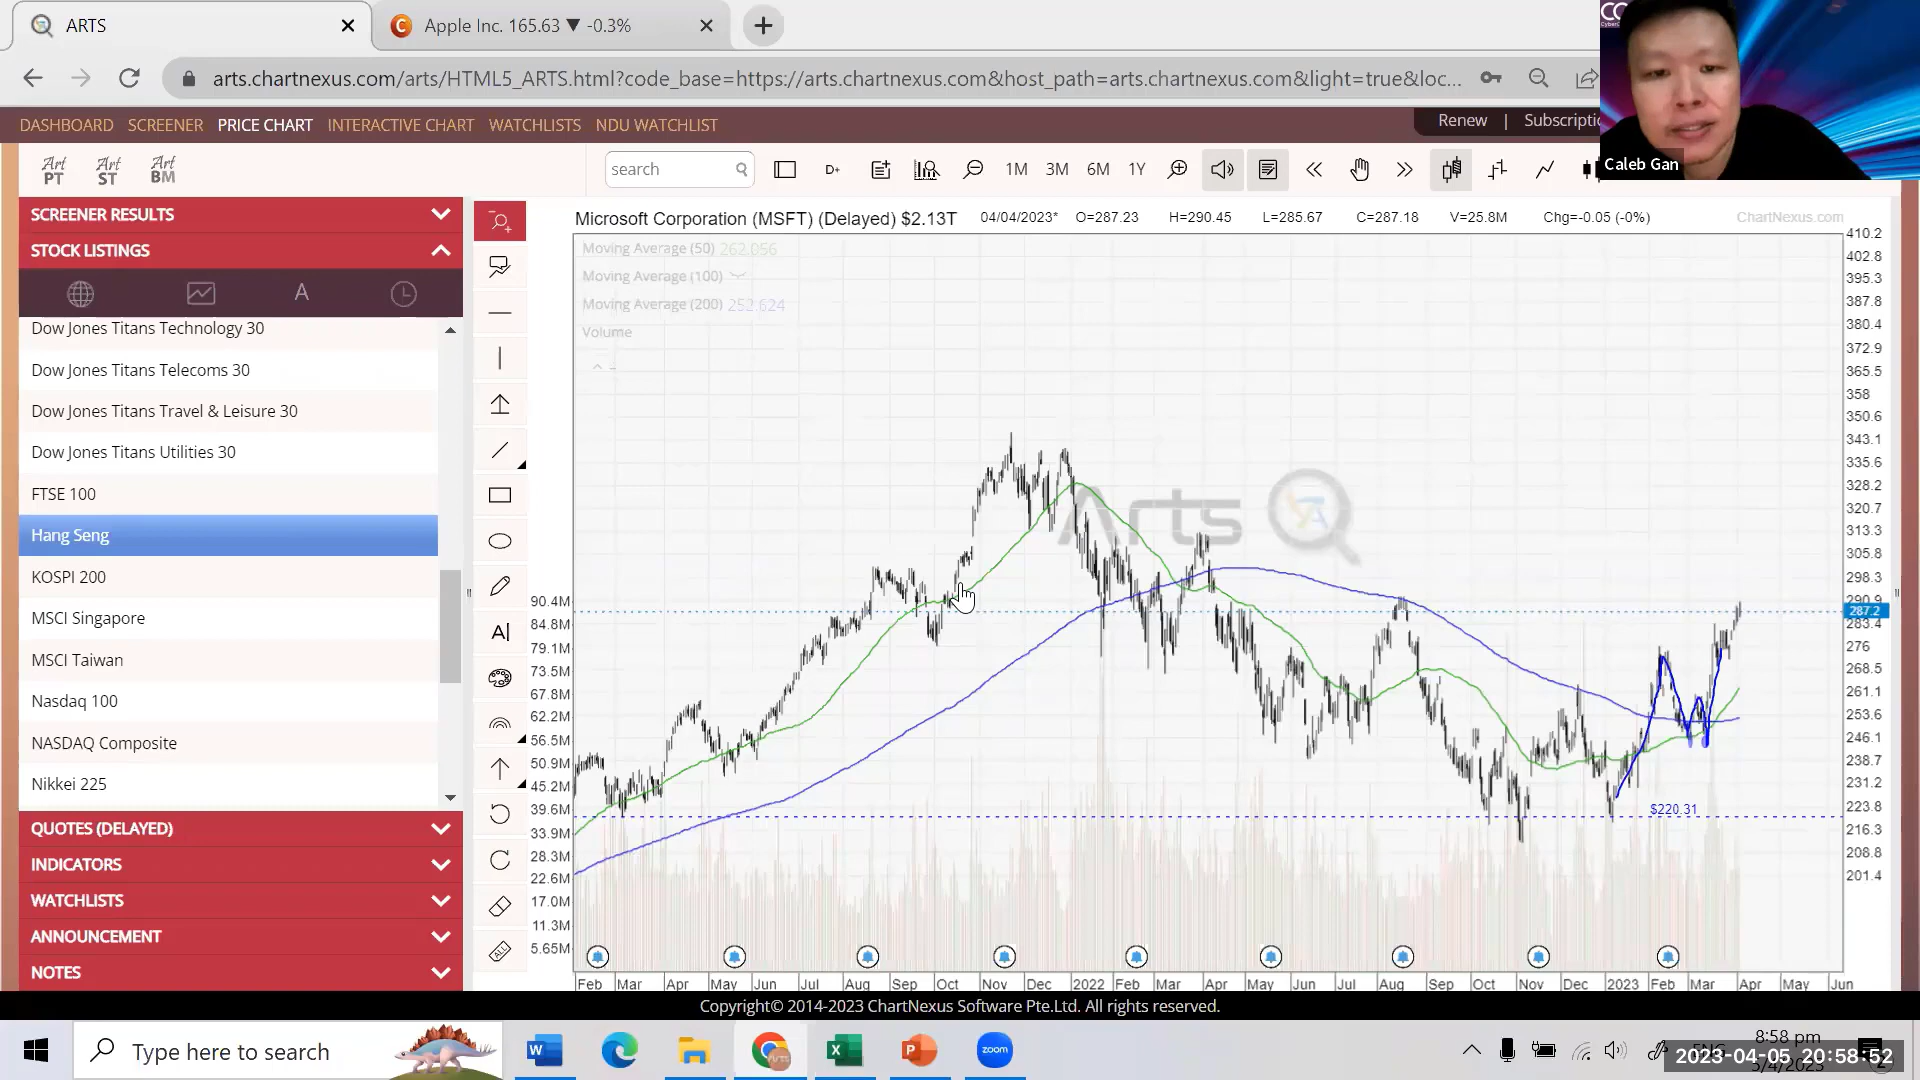 ARTS
Apple Inc. 165.63 ▼ -0.3%
arts.chartnexus.com/arts/HTML5_ARTS.html?code_base=https://arts.chartnexus.com&host_path=arts.chartnexus.com&light=true&loc...
DASHBOARD SCREENER PRICE CHART INTERACTIVE CHART WATCHLISTS NDU WATCHLIST
Renew | Subscriptio
Caleb Gan
Art PT Art ST Art BM
search D+ 1M 3M 6M 1Y
SCREENER RESULTS
STOCK LISTINGS
A
Dow Jones Titans Technology 30
Dow Jones Titans Telecoms 30
Dow Jones Titans Travel & Leisure 30
Dow Jones Titans Utilities 30
FTSE 100
Hang Seng
KOSPI 200
MSCI Singapore
MSCI Taiwan
Nasdaq 100
NASDAQ Composite
Nikkei 225
QUOTES (DELAYED)
INDICATORS
WATCHLISTS
ANNOUNCEMENT
NOTES
A|
ALL
Microsoft Corporation (MSFT) (Delayed) $2.13T 04/04/2023* O=287.23 H=290.45 L=285.67 C=287.18 V=25.8M Chg=-0.05 (-0%) ChartNexus.com
Moving Average (50) 262.056
Moving Average (100)
Moving Average (200) 252.624
Volume
Arts
$220.31
90.4M
84.8M
79.1M
73.5M
67.8M
62.2M
56.5M
50.9M
45.2M
39.6M
33.9M
28.3M
22.6M
17.0M
11.3M
5.65M
410.2
402.8
395.3
387.8
380.4
372.9
365.5
358
350.6
343.1
335.6
328.2
320.7
313.3
305.8
298.3
290.9
287.2
283.4
276
268.5
261.1
253.6
246.1
238.7
231.2
223.8
216.3
208.8
201.4
Feb Mar Apr May Jun Jul Aug Sep Oct Nov Dec 2022 Feb Mar Apr May Jun Jul Aug Sep Oct Nov Dec 2023 Feb Mar Apr May Jun
Copyright© 2014-2023 ChartNexus Software Pte.Ltd. All rights reserved.
Type here to search
zoom
8:58 pm
2023-04-05 20:58:52